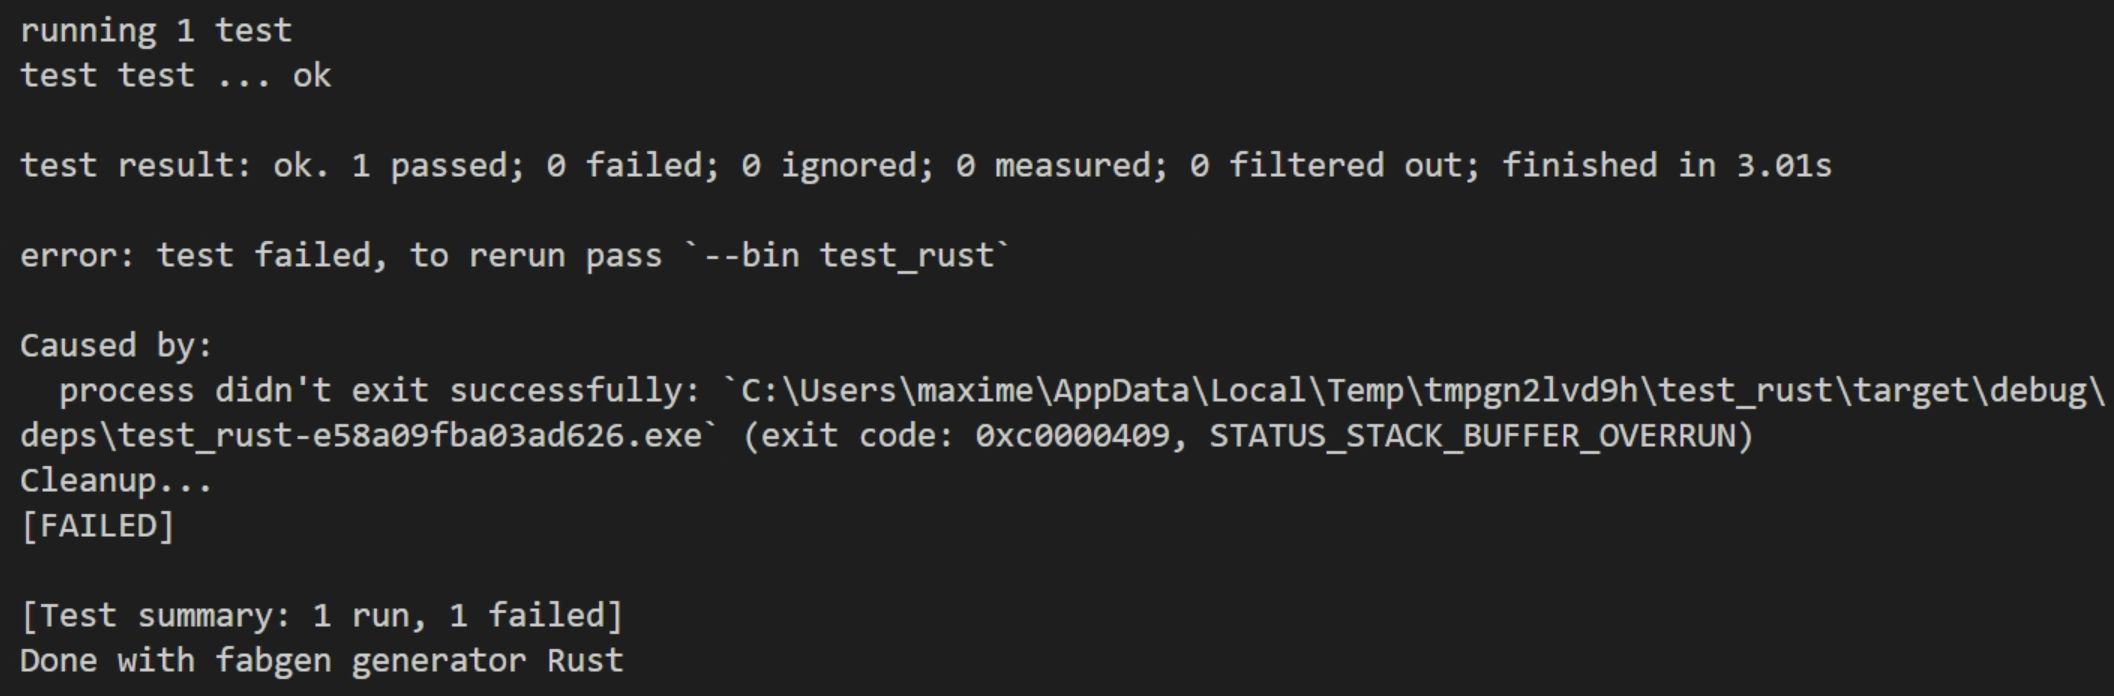 running 1 test
test test ... ok
test result: ok. 1 passed; 0 failed; 0 ignored; 0 measured; 0 filtered out; finished in 3.01s
error: test failed, to rerun pass `--bin test_rust`
Caused by:
  process didn't exit successfully: `C:\Users\maxime\AppData\Local\Temp\tmpgn2lvd9h\test_rust\target\debug\
deps\test_rust-e58a09fba03ad626.exe` (exit code: 0xc0000409, STATUS_STACK_BUFFER_OVERRUN)
Cleanup...
[FAILED]
[Test summary: 1 run, 1 failed]
Done with fabgen generator Rust